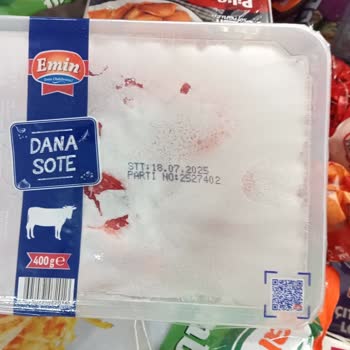 Emin
DANA
SOTE
STT:18.07.2025
PARTI NO:2527402
400g℮